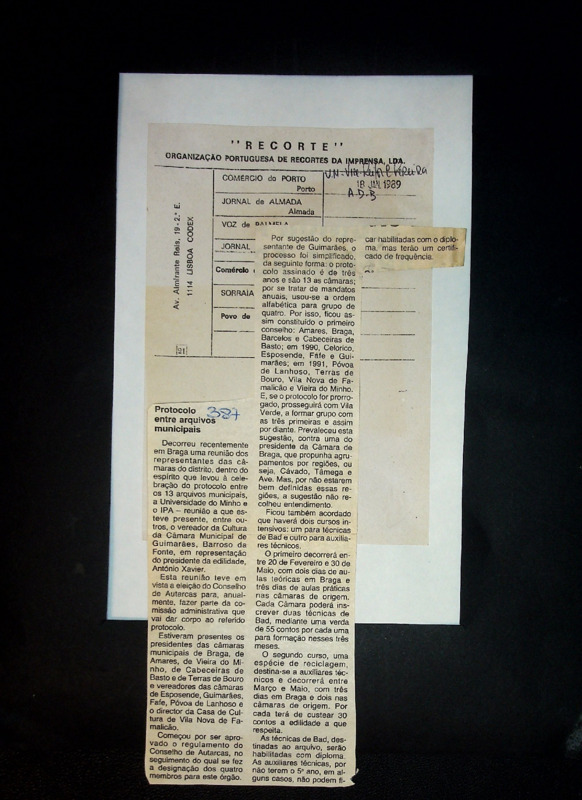 "RECORTE"
ORGANIZAÇÃO PORTUGUESA DE RECORTES DA IMPRENSA, LDA.
Av. Almirante Reis, 19 - 2.º E.
1114 LISBOA CODEX
21
COMÉRCIO do PORTO
Porto
JORNAL de ALMADA
Almada
VOZ de PALMELA
JORNAL
Comércio
SORRAIA
Povo de
18 JAN. 1989
A-D-B
387
Protocolo
entre arquivos
municipais
Decorreu recentemente
em Braga uma reunião dos
representantes das câ-
maras do distrito, dentro do
espírito que levou à cele-
bração do protocolo entre
os 13 arquivos municipais,
a Universidade do Minho e
o IPA – reunião a que es-
teve presente, entre ou-
tros, o vereador da Cultura
da Câmara Municipal de
Guimarães, Barroso da
Fonte, em representação
do presidente da edilidade,
António Xavier.
Esta reunião teve em
vista a eleição do Conselho
de Autarcas para, anual-
mente, fazer parte da co-
missão administrativa que
vai dar corpo ao referido
protocolo.
Estiveram presentes os
presidentes das câmaras
municipais de Braga, de
Amares, de Vieira do Mi-
nho, de Cabeceiras de
Basto e de Terras de Bouro
e vereadores das câmaras
de Esposende, Guimarães,
Fafe, Póvoa de Lanhoso e
o director da Casa de Cul-
tura de Vila Nova de Fa-
malicão.
Começou por ser apro-
vado o regulamento do
Conselho de Autarcas, no
seguimento do qual se fez
a designação dos quatro
membros para este órgão.
Por sugestão do repre-
sentante de Guimarães, o
processo foi simplificado,
da seguinte forma: o proto-
colo assinado é de três
anos e são 13 as câmaras;
por se tratar de mandatos
anuais, usou-se a ordem
alfabética para grupo de
quatro. Por isso, ficou as-
sim constituído o primeiro
conselho: Amares, Braga,
Barcelos e Cabeceiras de
Basto; em 1990, Celorico,
Esposende, Fafe e Gui-
marães; em 1991, Póvoa
de Lanhoso, Terras de
Bouro, Vila Nova de Fa-
malicão e Vieira do Minho.
E, se o protocolo for prorro-
gado, prosseguirá com Vila
Verde, a formar grupo com
as três primeiras e assim
por diante. Prevaleceu esta
sugestão, contra uma do
presidente da Câmara de
Braga, que propunha agru-
pamentos por regiões, ou
seja, Cávado, Tâmega e
Ave. Mas, por não estarem
bem definidas essas re-
giões, a sugestão não re-
colheu entendimento.
Ficou também acordado
que haverá dois cursos in-
tensivos: um para técnicas
de Bad e outro para auxilia-
res técnicos.
O primeiro decorrerá en-
tre 20 de Fevereiro e 30 de
Maio, com dois dias de au-
las teóricas em Braga e
três dias de aulas práticas
nas câmaras de origem.
Cada Câmara poderá ins-
crever duas técnicas de
Bad, mediante uma verda
de 55 contos por cada uma
para formação nesses três
meses.
O segundo curso, uma
espécie de reciclagem,
destina-se a auxiliares téc-
nicos e decorrerá entre
Março e Maio, com três
dias em Braga e dois nas
câmaras de origem. Por
cada terá de custear 30
contos a edilidade a que
respeita.
As técnicas de Bad, des-
tinadas ao arquivo, serão
habilitadas com diploma.
As auxiliares técnicas, por
não terem o 5º ano, em al-
guns casos, não podem fi-
car habilitadas com o diplo-
ma, mas terão um certifi-
cado de frequência.